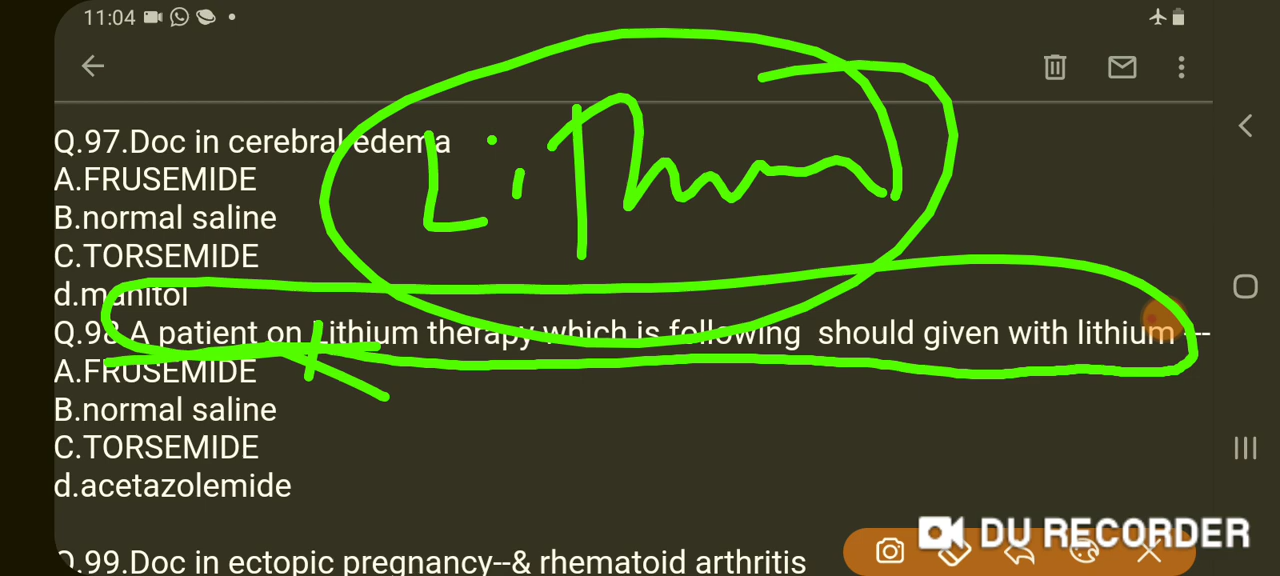 11:04
Lithium
Q.97.Doc in cerebral edema
A.FRUSEMIDE
B.normal saline
C.TORSEMIDE
d.manitol
Q.98.A patient on Lithium therapy which is following should given with lithium --
A.FRUSEMIDE
B.normal saline
C.TORSEMIDE
d.acetazolemide
Q.99.Doc in ectopic pregnancy--& rhematoid arthritis
DU RECORDER